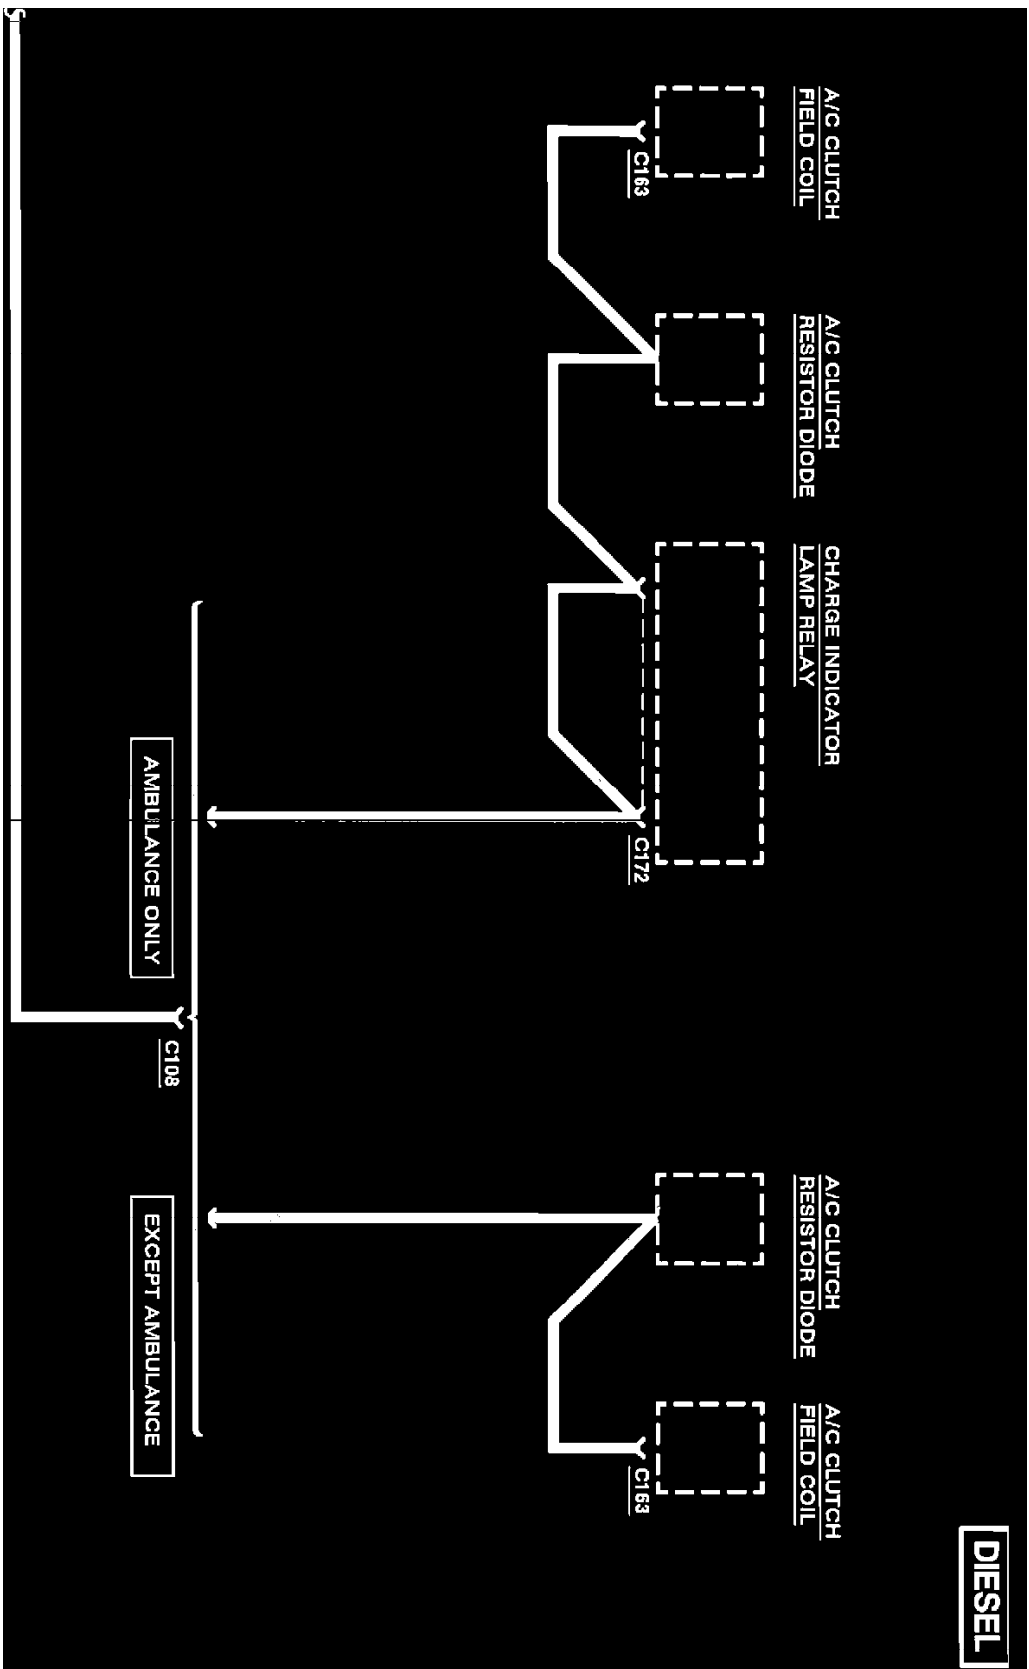 DIESEL
A/C CLUTCH
FIELD COIL
A/C CLUTCH
RESISTOR DIODE
CHARGE INDICATOR
LAMP RELAY
A/C CLUTCH
RESISTOR DIODE
A/C CLUTCH
FIELD COIL
C163
C172
C163
C108
AMBULANCE ONLY
EXCEPT AMBULANCE